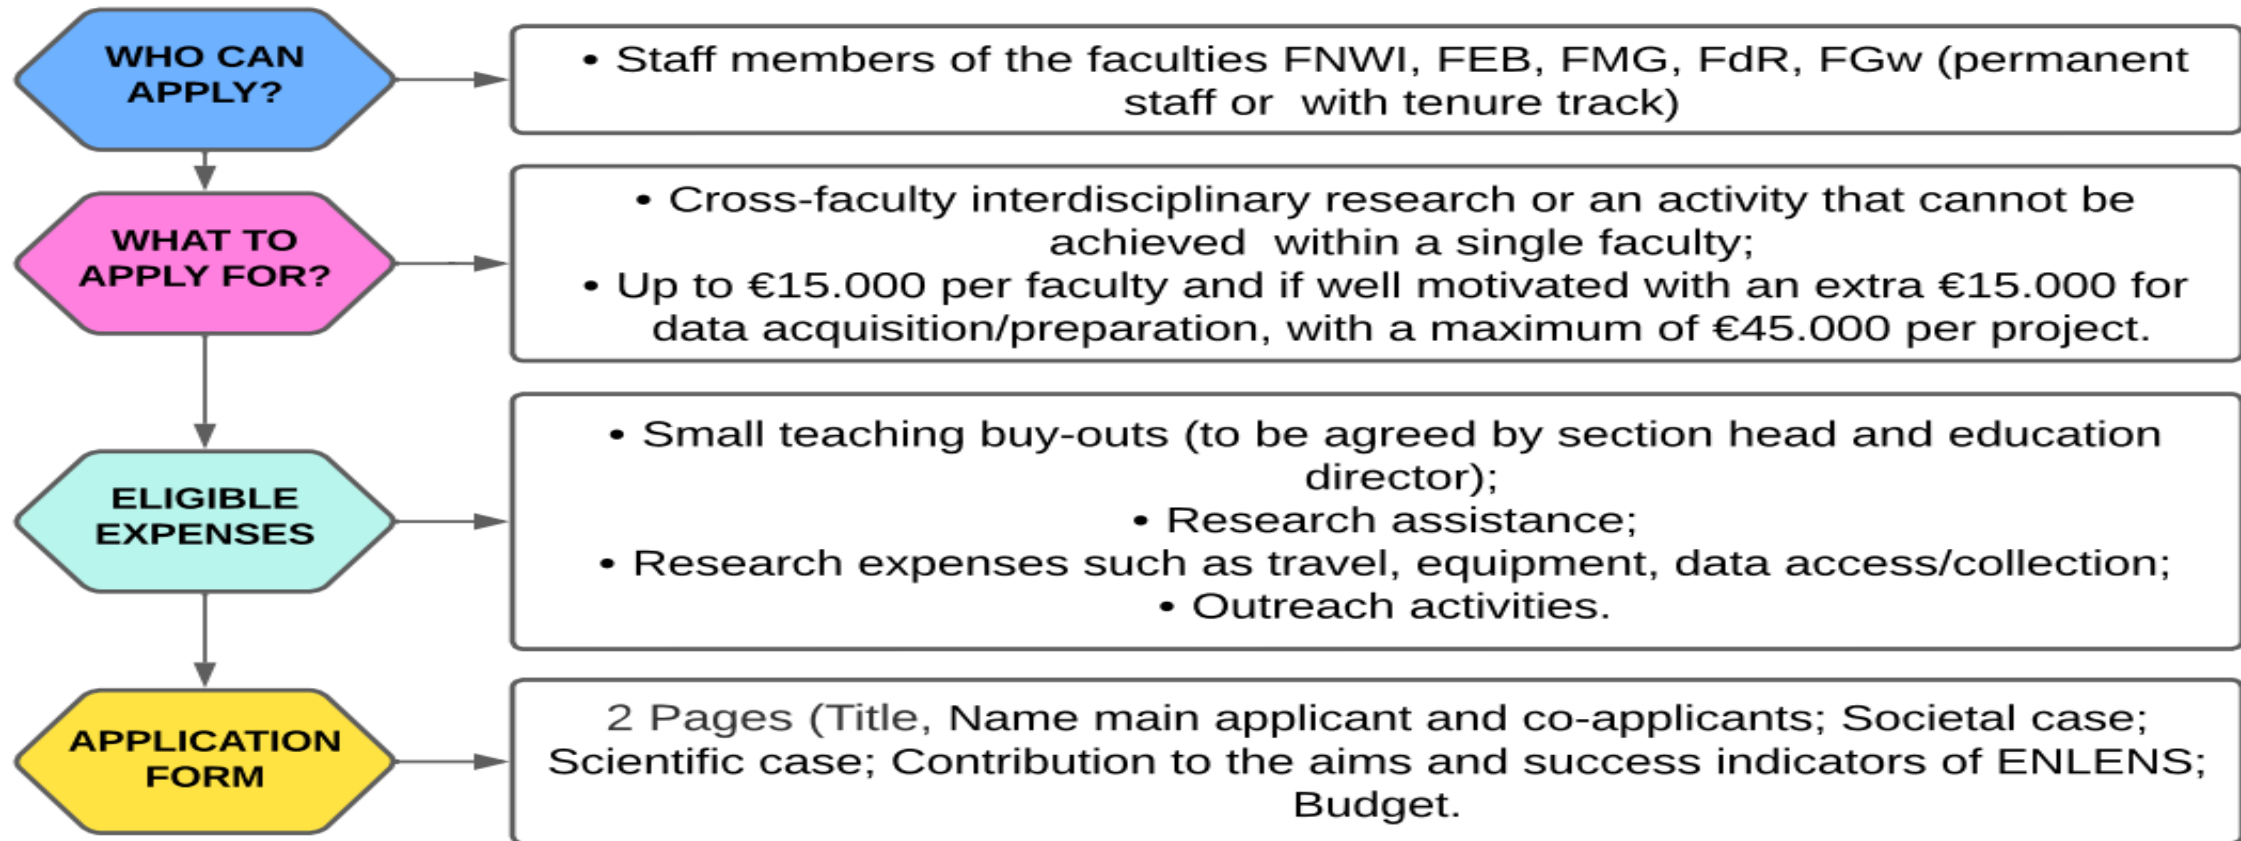 WHO CAN
APPLY?
• Staff members of the faculties FNWI, FEB, FMG, FdR, FGw (permanent
staff or  with tenure track)
WHAT TO
APPLY FOR?
• Cross-faculty interdisciplinary research or an activity that cannot be
achieved  within a single faculty;
• Up to €15.000 per faculty and if well motivated with an extra €15.000 for
data acquisition/preparation, with a maximum of €45.000 per project.
ELIGIBLE
EXPENSES
• Small teaching buy-outs (to be agreed by section head and education
director);
• Research assistance;
• Research expenses such as travel, equipment, data access/collection;
• Outreach activities.
APPLICATION
FORM
2 Pages (Title, Name main applicant and co-applicants; Societal case;
Scientific case; Contribution to the aims and success indicators of ENLENS;
Budget.